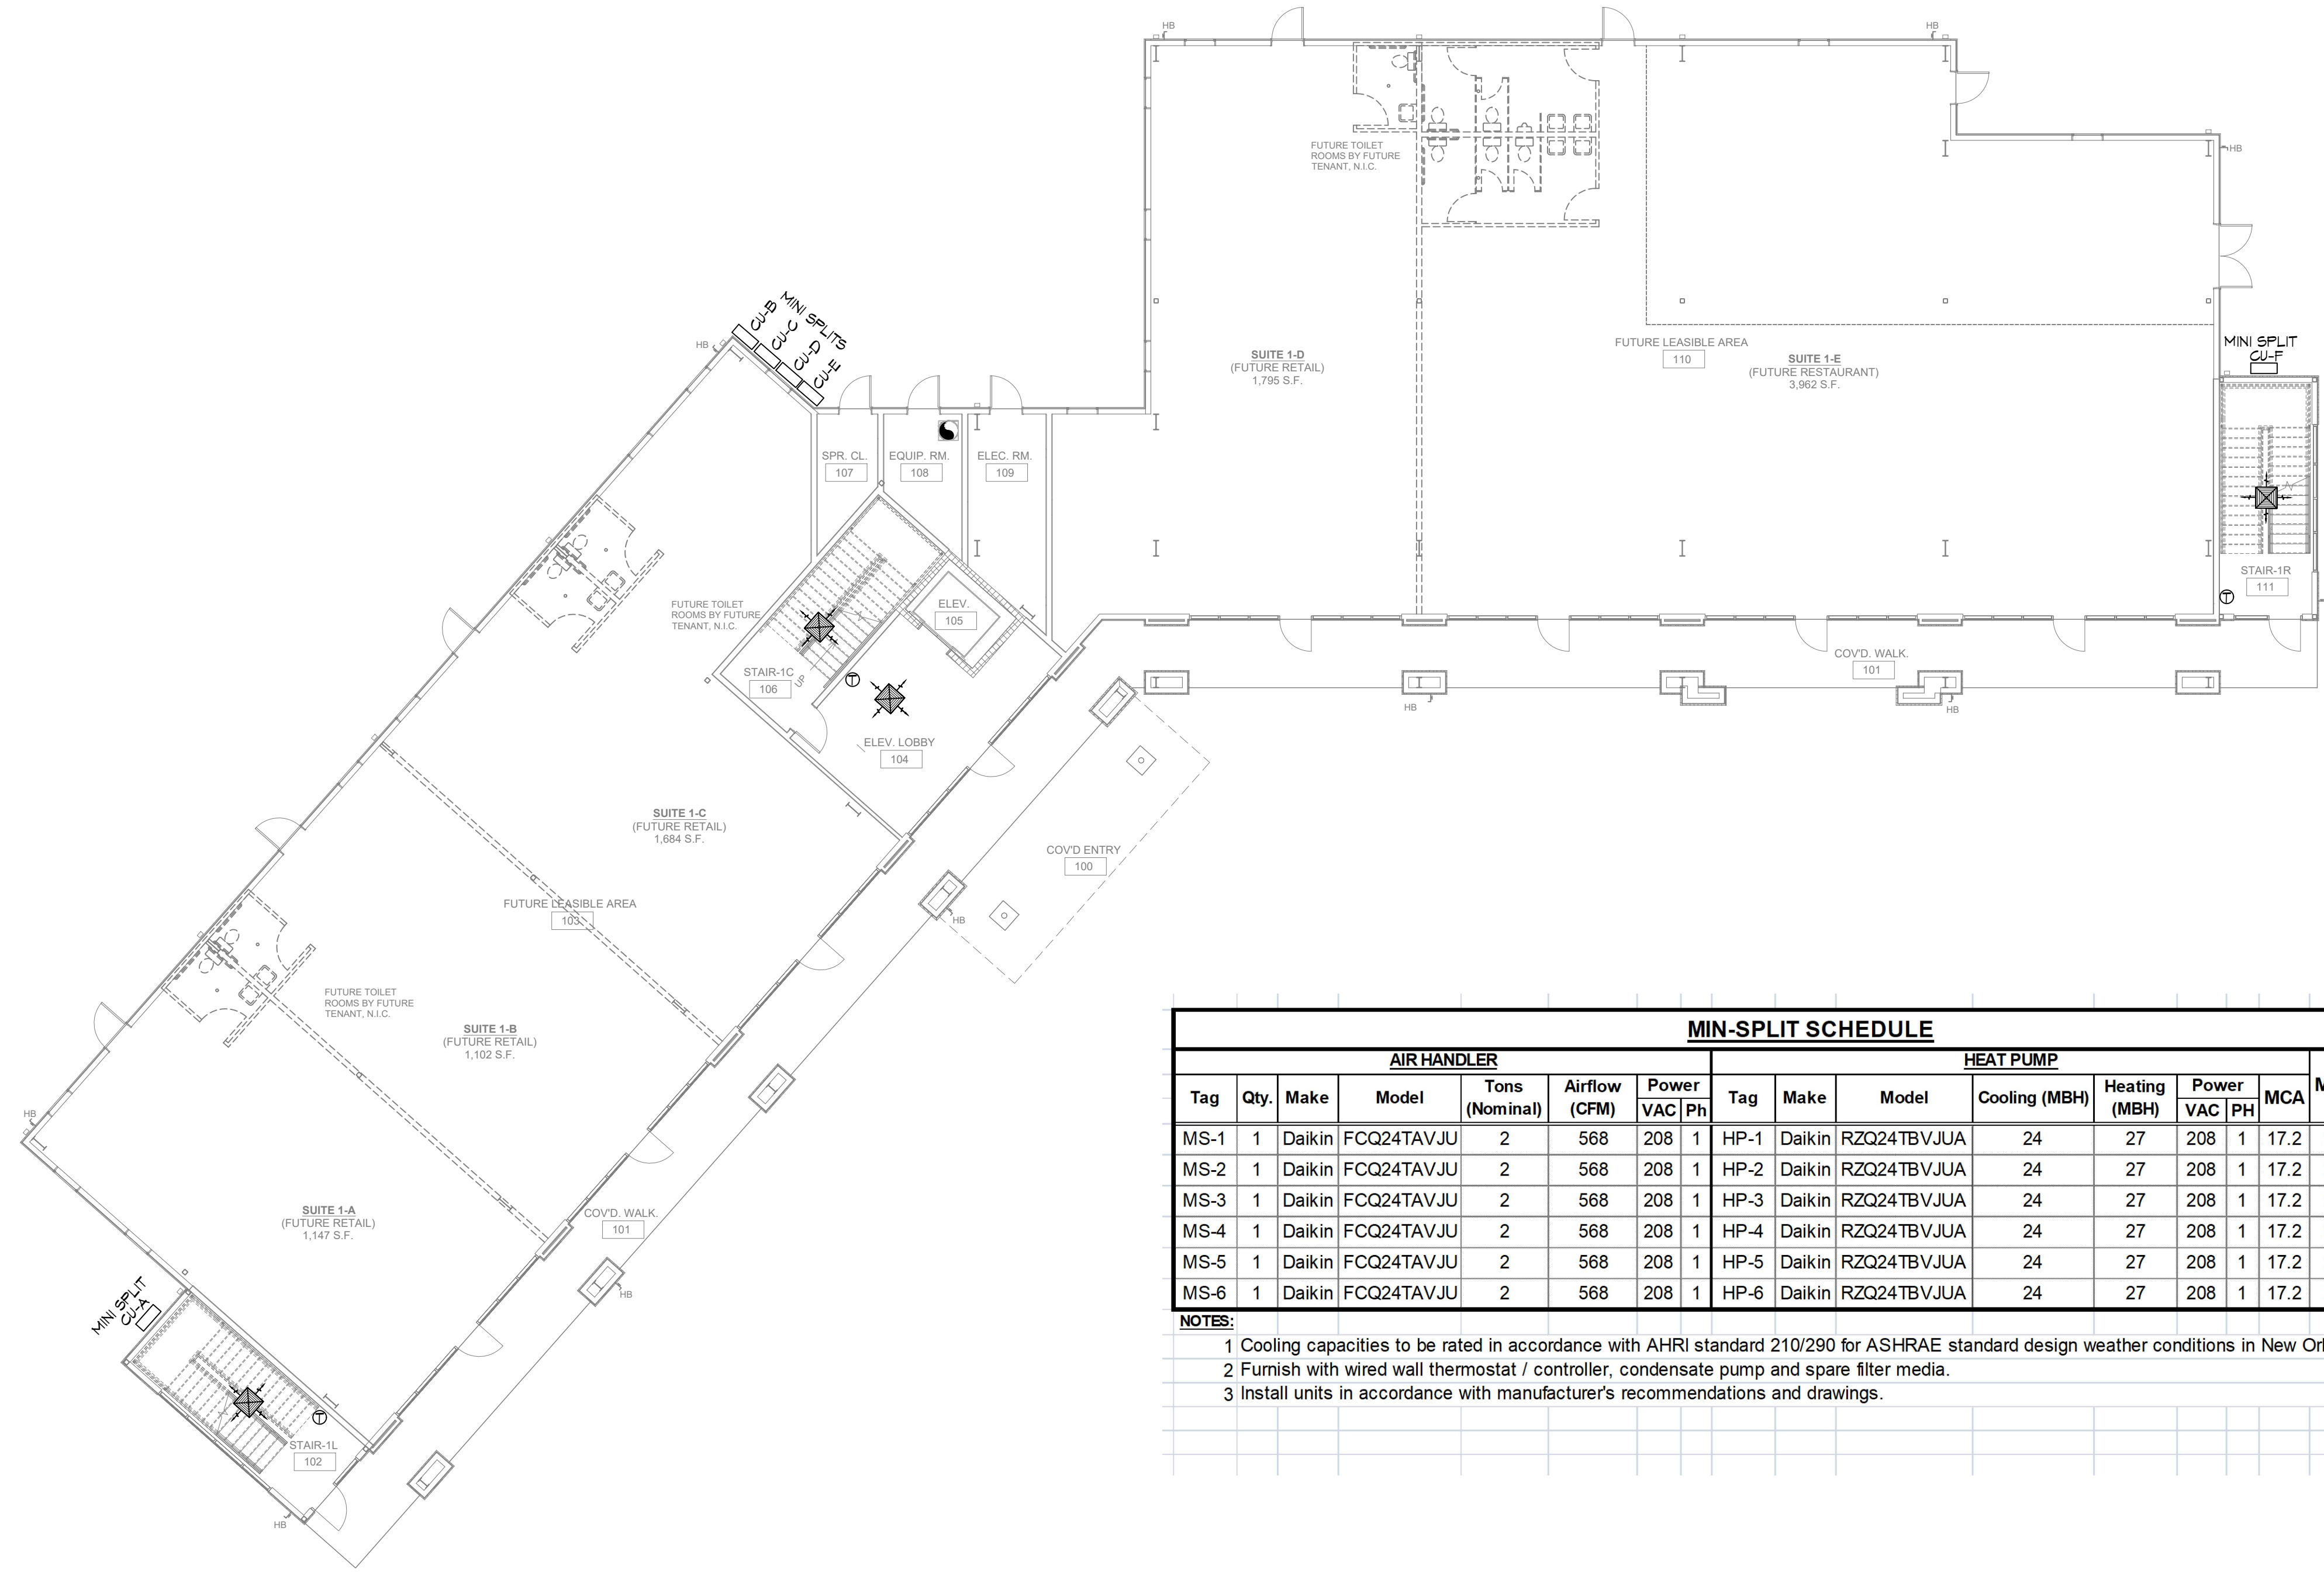 HB
HB
FUTURE TOILET
ROOMS BY FUTURE
TENANT, N.I.C.
HB
MINI SPLITS
CU-B
CU-C
CU-D
CU-E
HB
SUITE 1-D
(FUTURE RETAIL)
1,795 S.F.
FUTURE LEASIBLE AREA
110
SUITE 1-E
(FUTURE RESTAURANT)
3,962 S.F.
MINI SPLIT
CU-F
SPR. CL.
107
EQUIP. RM.
108
ELEC. RM.
109
STAIR-1R
111
T
FUTURE TOILET
ROOMS BY FUTURE
TENANT, N.I.C.
ELEV.
105
STAIR-1C
106
UP
T
COV'D. WALK.
101
HB
HB
ELEV. LOBBY
104
SUITE 1-C
(FUTURE RETAIL)
1,684 S.F.
COV'D ENTRY
100
FUTURE LEASIBLE AREA
103
HB
FUTURE TOILET
ROOMS BY FUTURE
TENANT, N.I.C.
SUITE 1-B
(FUTURE RETAIL)
1,102 S.F.
HB
SUITE 1-A
(FUTURE RETAIL)
1,147 S.F.
COV'D. WALK.
101
HB
MINI SPLIT
CU-A
T
STAIR-1L
102
HB
MIN-SPLIT SCHEDULE
AIR HANDLER HEAT PUMP
Tag Qty. Make Model Tons (Nominal) Airflow (CFM) Power VAC Ph Tag Make Model Cooling (MBH) Heating (MBH) Power VAC PH MCA
MS-1 1 Daikin FCQ24TAVJU 2 568 208 1 HP-1 Daikin RZQ24TBVJUA 24 27 208 1 17.2
MS-2 1 Daikin FCQ24TAVJU 2 568 208 1 HP-2 Daikin RZQ24TBVJUA 24 27 208 1 17.2
MS-3 1 Daikin FCQ24TAVJU 2 568 208 1 HP-3 Daikin RZQ24TBVJUA 24 27 208 1 17.2
MS-4 1 Daikin FCQ24TAVJU 2 568 208 1 HP-4 Daikin RZQ24TBVJUA 24 27 208 1 17.2
MS-5 1 Daikin FCQ24TAVJU 2 568 208 1 HP-5 Daikin RZQ24TBVJUA 24 27 208 1 17.2
MS-6 1 Daikin FCQ24TAVJU 2 568 208 1 HP-6 Daikin RZQ24TBVJUA 24 27 208 1 17.2
NOTES:
1 Cooling capacities to be rated in accordance with AHRI standard 210/290 for ASHRAE standard design weather conditions in New
2 Furnish with wired wall thermostat / controller, condensate pump and spare filter media.
3 Install units in accordance with manufacturer's recommendations and drawings.